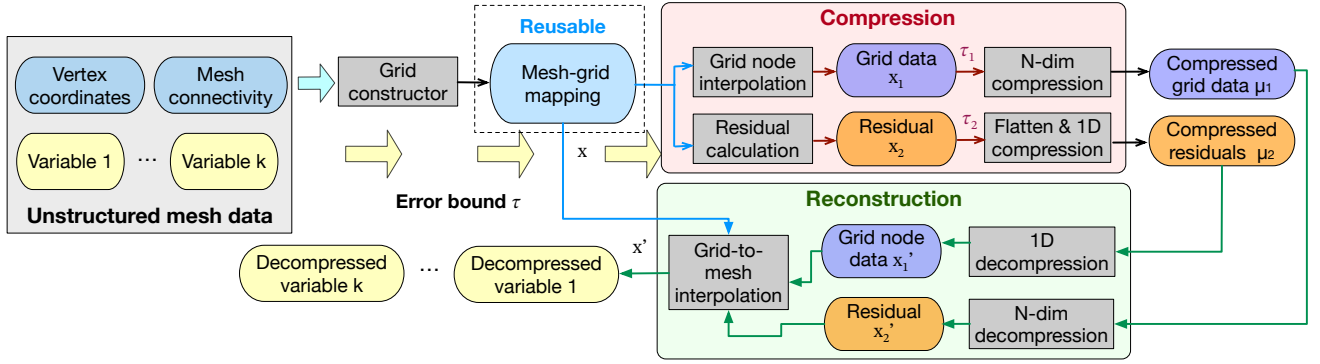 Unstructured mesh data
Vertex
coordinates
Mesh
connectivity
Variable 1
...
Variable k
Grid
constructor
Reusable
Mesh-grid
mapping
x
Error bound τ
Compression
Grid node
interpolation
Grid data
x₁
τ₁
N-dim
compression
Compressed
grid data μ1
Residual
calculation
Residual
x₂
τ₂
Flatten & 1D
compression
Compressed
residuals μ2
Reconstruction
Grid-to-
mesh
interpolation
Grid node
data x₁'
1D
decompression
Residual
x₂'
N-dim
decompression
x'
Decompressed
variable k
...
Decompressed
variable 1